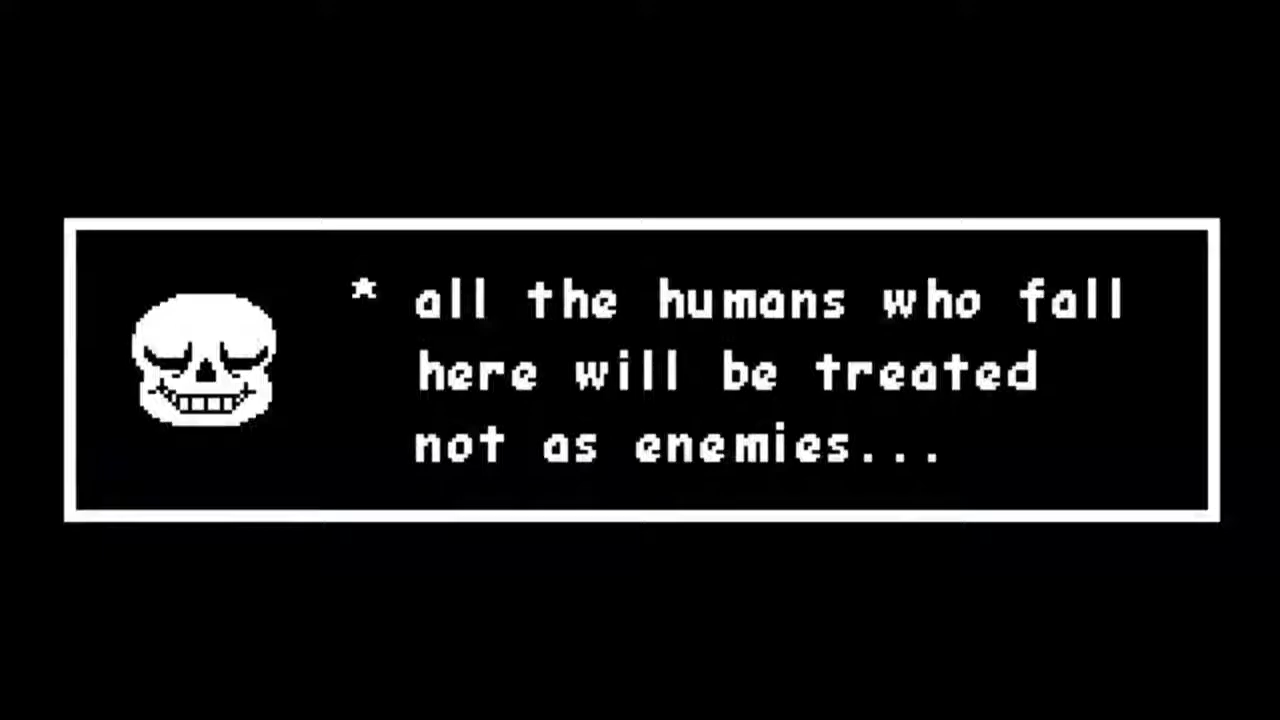 * all the humans who fall
here will be treated
not as enemies...